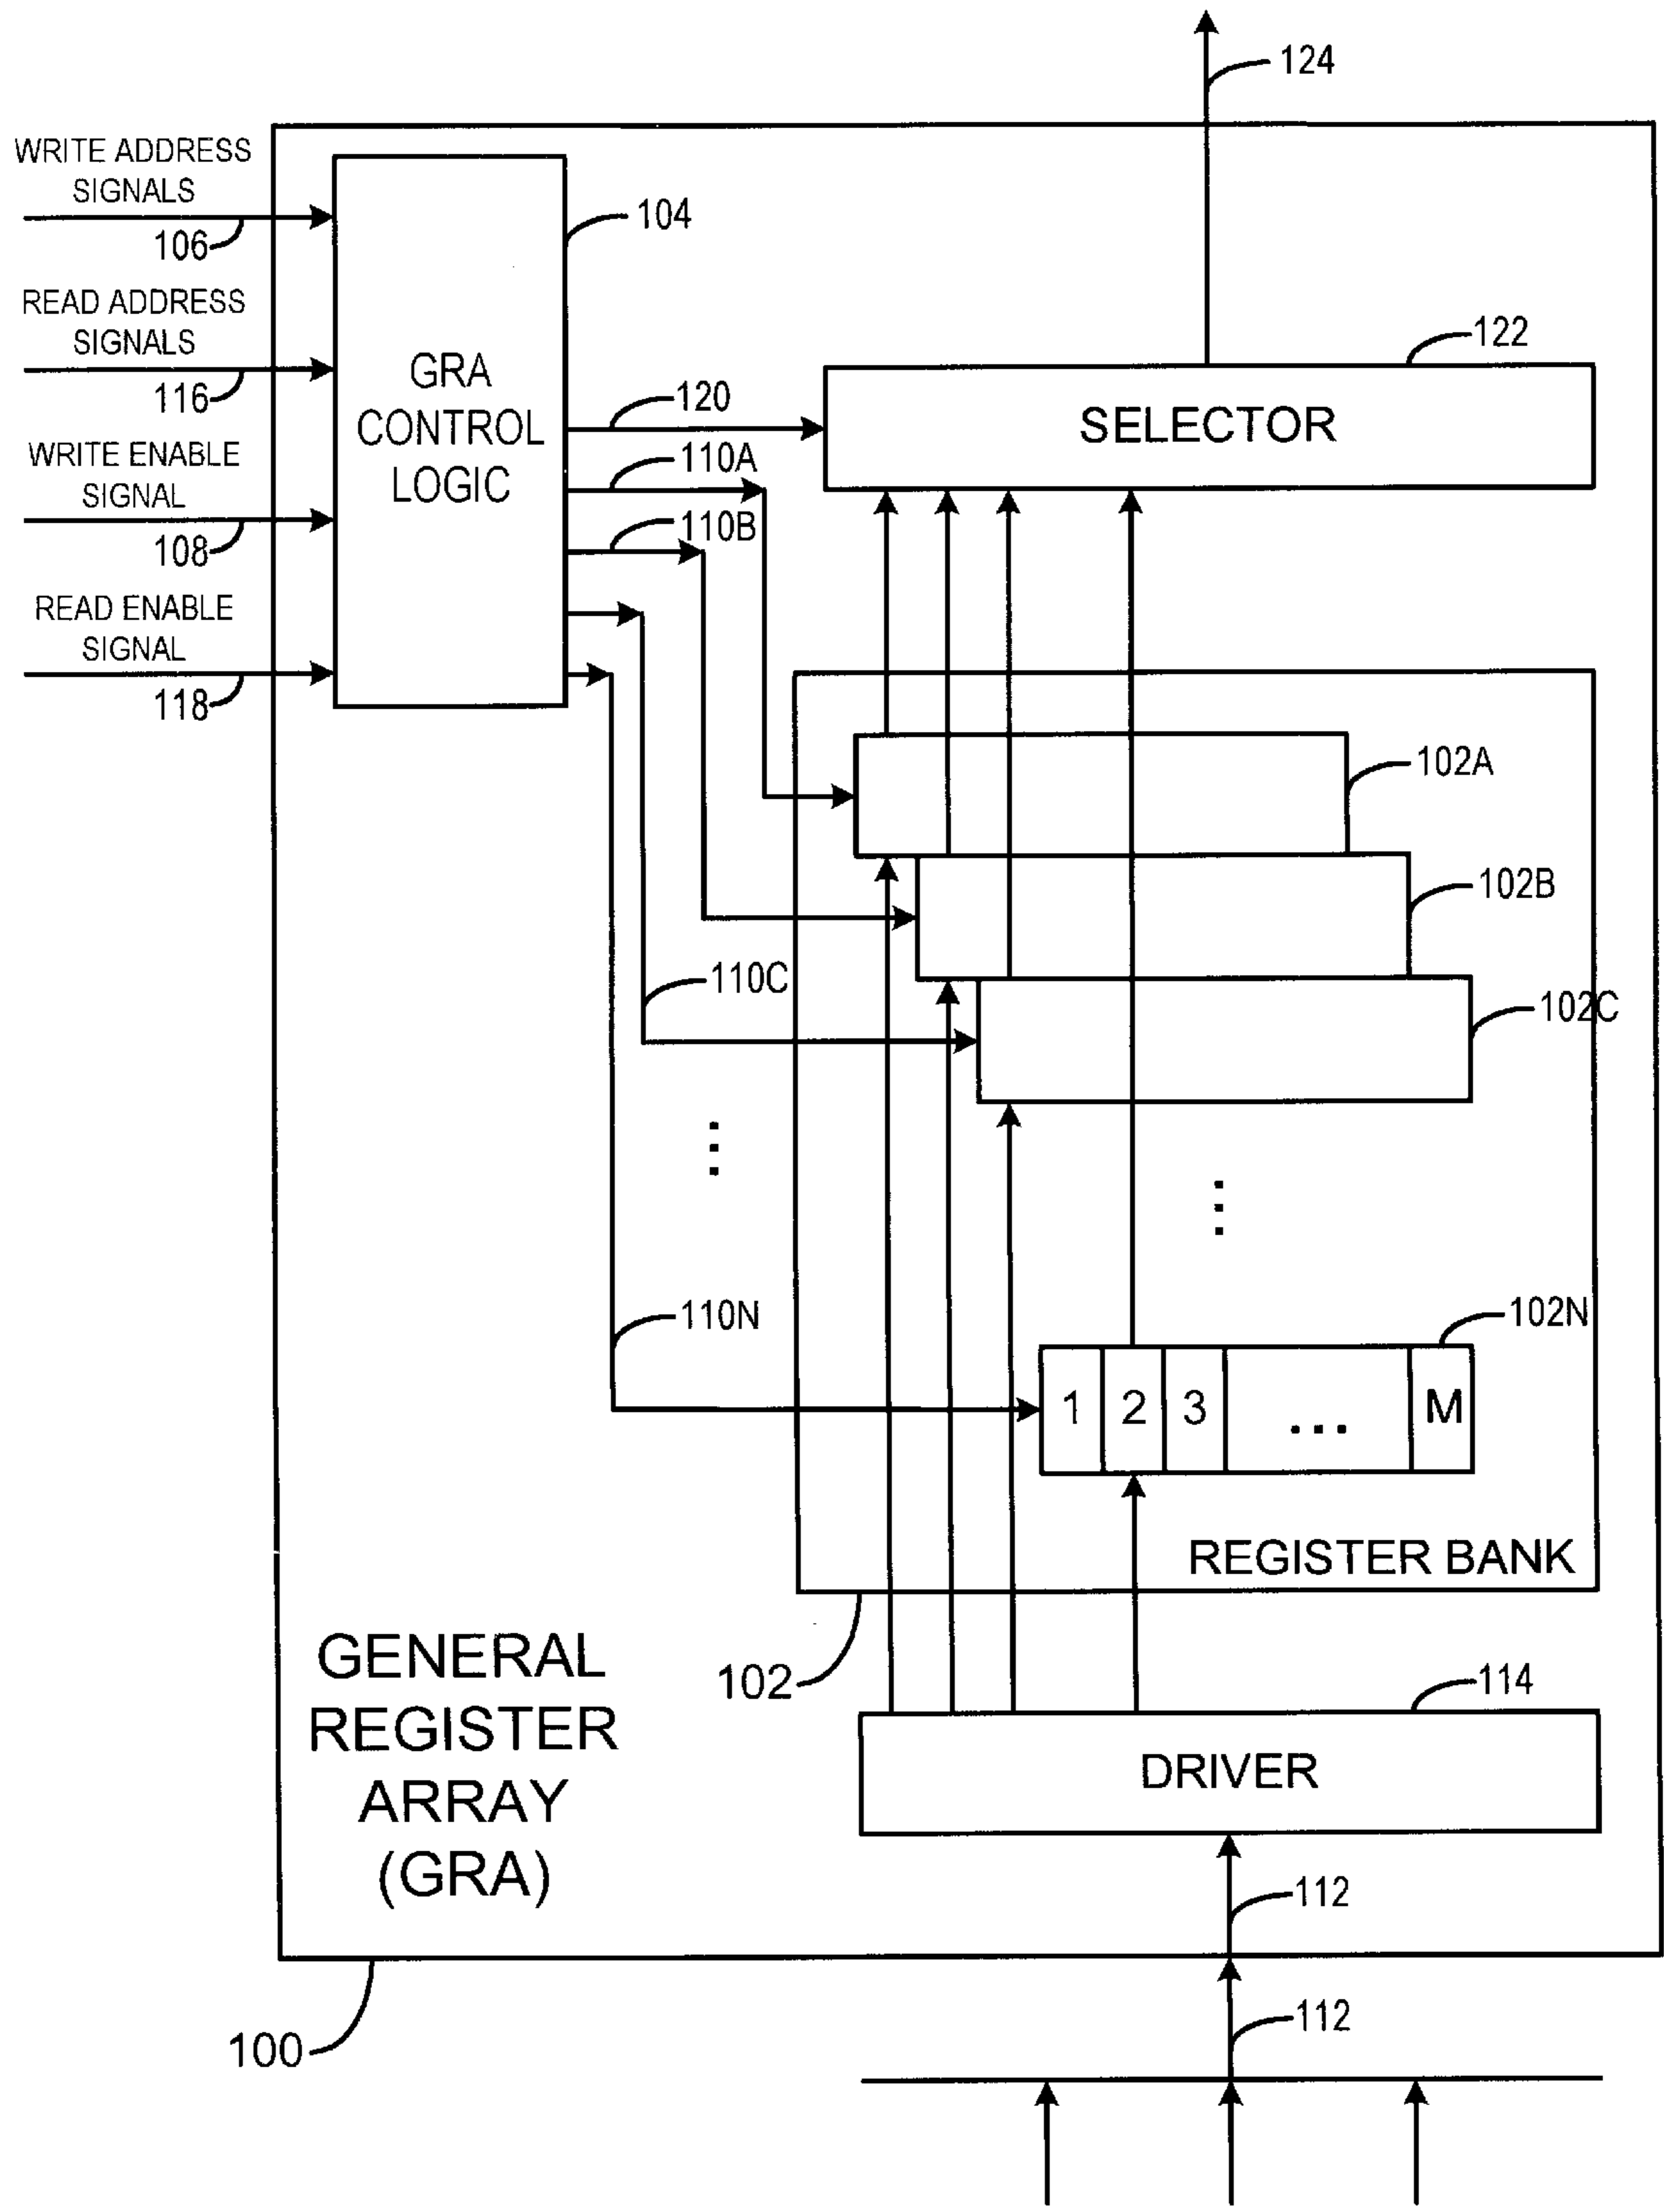 124
WRITE ADDRESS
SIGNALS
106
104
READ ADDRESS
SIGNALS
116
GRA
CONTROL
LOGIC
122
SELECTOR
120
110A
WRITE ENABLE
SIGNAL
108
110B
READ ENABLE
SIGNAL
118
102A
102B
110C
102C
⋮
⋮
110N
102N
1 2 3 ... M
REGISTER BANK
102
GENERAL
REGISTER
ARRAY
(GRA)
114
DRIVER
112
100
112